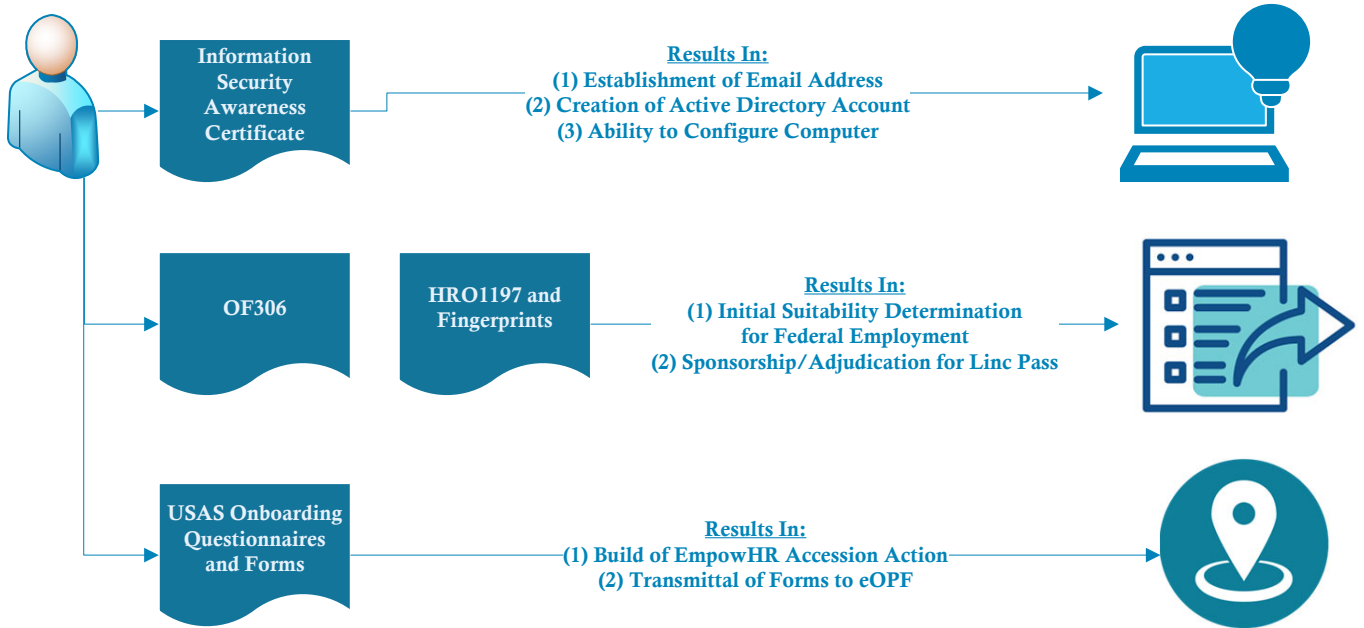 Information
Security
Awareness
Certificate
Results In:
(1) Establishment of Email Address
(2) Creation of Active Directory Account
(3) Ability to Configure Computer
OF306
HRO1197 and
Fingerprints
Results In:
(1) Initial Suitability Determination
for Federal Employment
(2) Sponsorship/Adjudication for Linc Pass
USAS Onboarding
Questionnaires
and Forms
Results In:
(1) Build of EmpowHR Accession Action
(2) Transmittal of Forms to eOPF